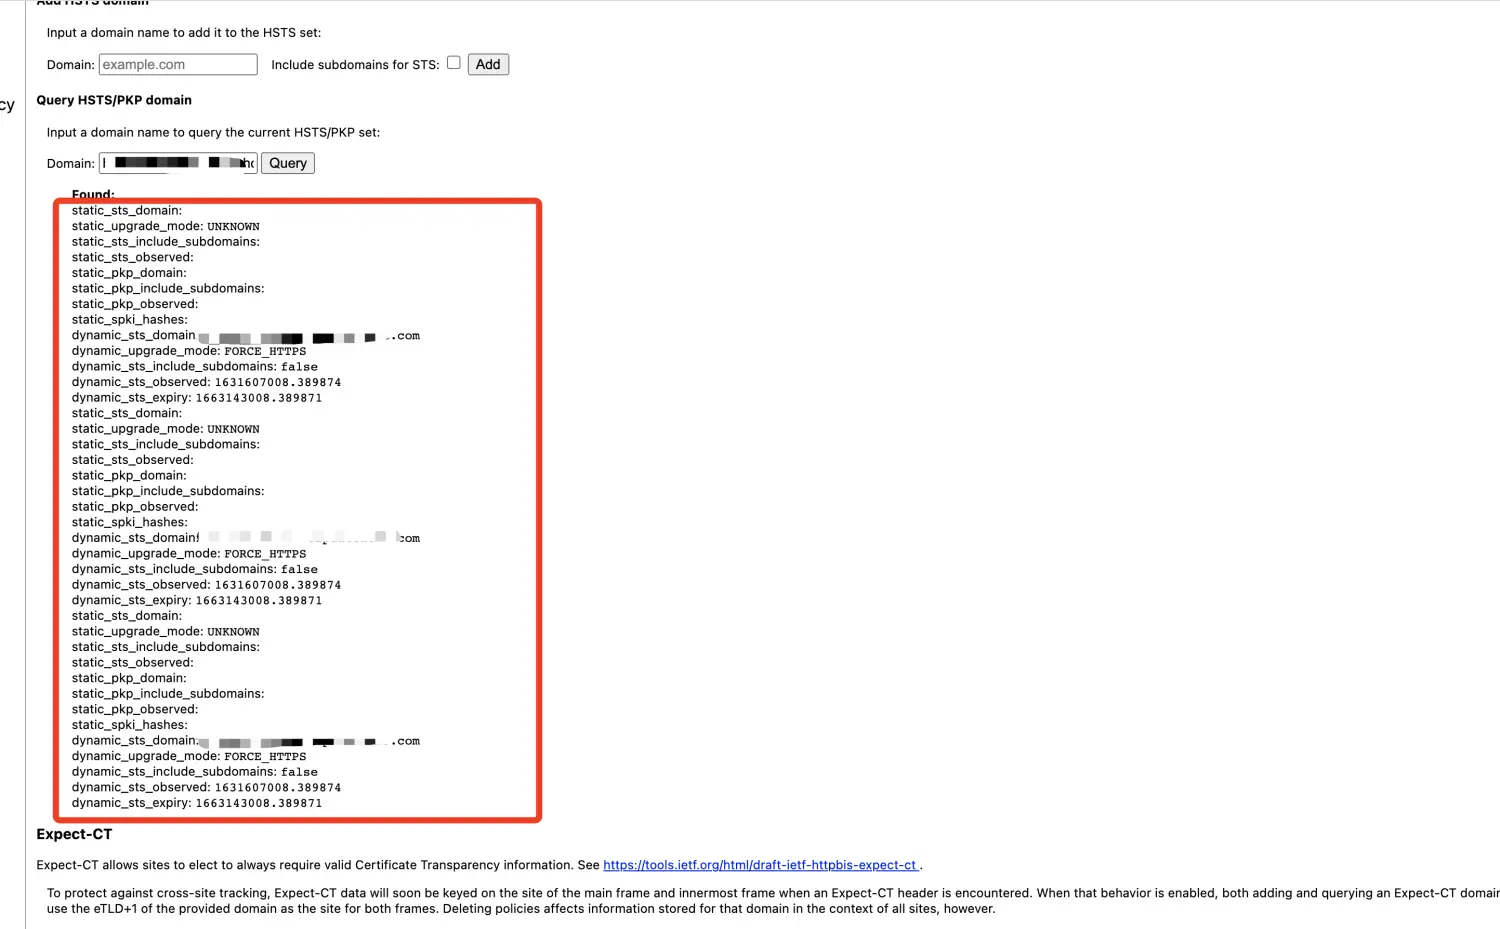 Add HSTS domain
Input a domain name to add it to the HSTS set:
Domain: example.com Include subdomains for STS: Add
Query HSTS/PKP domain
cy
Input a domain name to query the current HSTS/PKP set:
Domain: Query
Found:
static_sts_domain:
static_upgrade_mode: UNKNOWN
static_sts_include_subdomains:
static_sts_observed:
static_pkp_domain:
static_pkp_include_subdomains:
static_pkp_observed:
static_spki_hashes:
dynamic_sts_domain: .com
dynamic_upgrade_mode: FORCE_HTTPS
dynamic_sts_include_subdomains: false
dynamic_sts_observed: 1631607008.389874
dynamic_sts_expiry: 1663143008.389871
static_sts_domain:
static_upgrade_mode: UNKNOWN
static_sts_include_subdomains:
static_sts_observed:
static_pkp_domain:
static_pkp_include_subdomains:
static_pkp_observed:
static_spki_hashes:
dynamic_sts_domain: .com
dynamic_upgrade_mode: FORCE_HTTPS
dynamic_sts_include_subdomains: false
dynamic_sts_observed: 1631607008.389874
dynamic_sts_expiry: 1663143008.389871
static_sts_domain:
static_upgrade_mode: UNKNOWN
static_sts_include_subdomains:
static_sts_observed:
static_pkp_domain:
static_pkp_include_subdomains:
static_pkp_observed:
static_spki_hashes:
dynamic_sts_domain: .com
dynamic_upgrade_mode: FORCE_HTTPS
dynamic_sts_include_subdomains: false
dynamic_sts_observed: 1631607008.389874
dynamic_sts_expiry: 1663143008.389871
Expect-CT
Expect-CT allows sites to elect to always require valid Certificate Transparency information. See https://tools.ietf.org/html/draft-ietf-httpbis-expect-ct .
To protect against cross-site tracking, Expect-CT data will soon be keyed on the site of the main frame and innermost frame when an Expect-CT header is encountered. When that behavior is enabled, both adding and querying an Expect-CT domain
use the eTLD+1 of the provided domain as the site for both frames. Deleting policies affects information stored for that domain in the context of all sites, however.